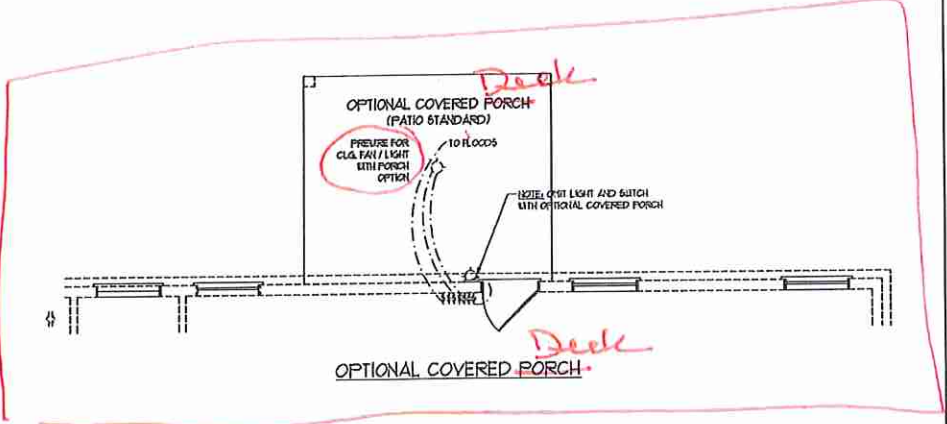 Deck
OPTIONAL COVERED PORCH
(PATIO STANDARD)
PREWIRE FOR
CLG. FAN / LIGHT
WITH PORCH
OPTION
TO FLOODS
NOTE: OMIT LIGHT AND SWITCH
WITH OPTIONAL COVERED PORCH
Deck
OPTIONAL COVERED PORCH